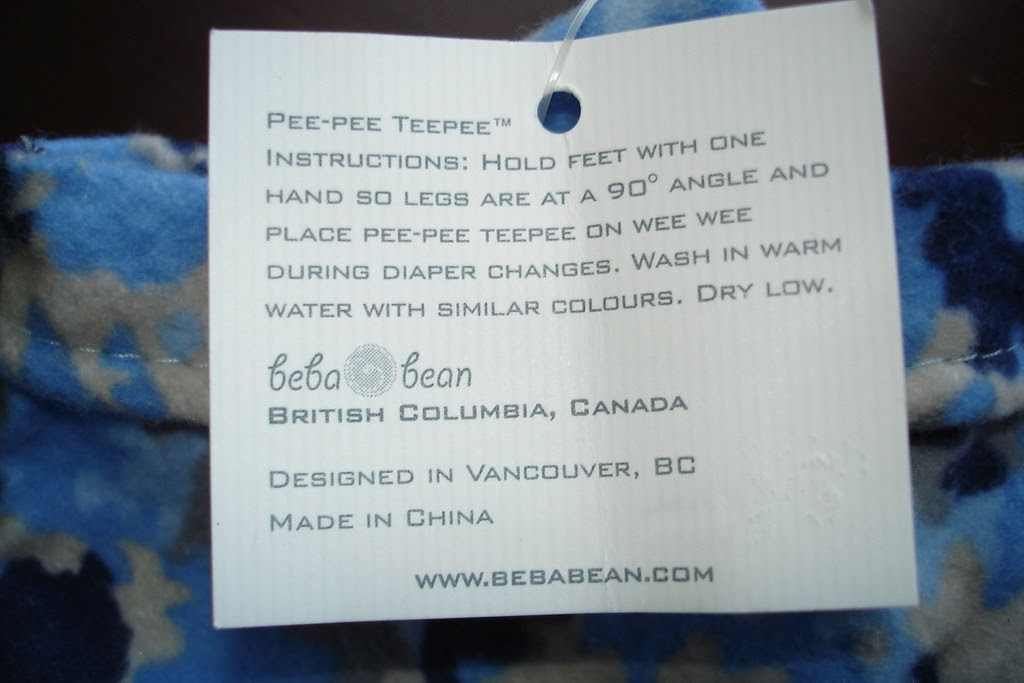 PEE-PEE TEEPEE™
INSTRUCTIONS: HOLD FEET WITH ONE
HAND SO LEGS ARE AT A 90° ANGLE AND
PLACE PEE-PEE TEEPEE ON WEE WEE
DURING DIAPER CHANGES. WASH IN WARM
WATER WITH SIMILAR COLOURS. DRY LOW.
beba bean
BRITISH COLUMBIA, CANADA
DESIGNED IN VANCOUVER, BC
MADE IN CHINA
WWW.BEBABEAN.COM